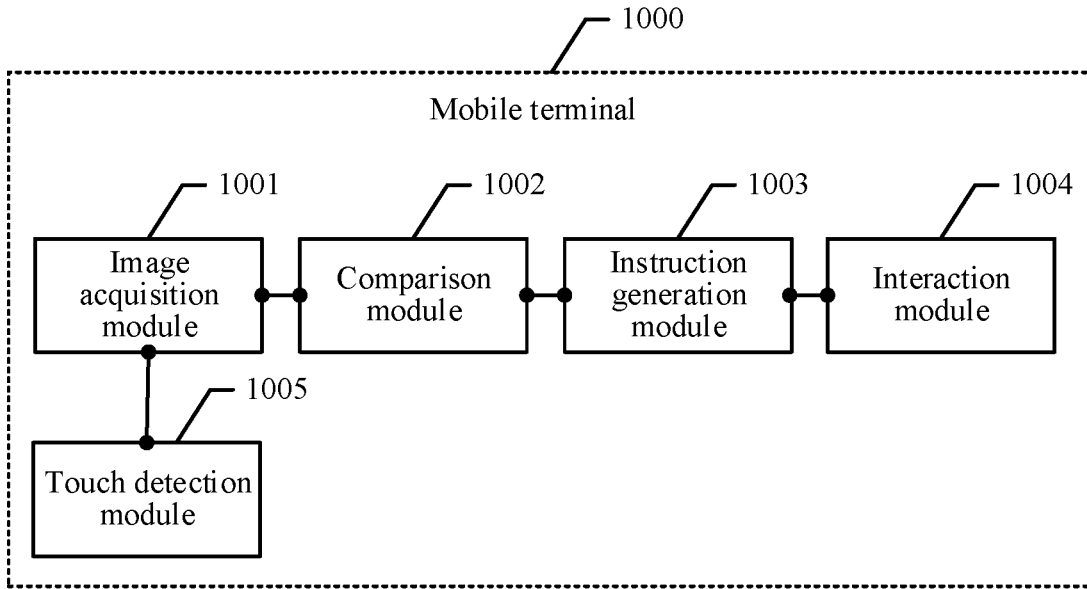 1000
Mobile terminal
1001
1002
1003
1004
Image
acquisition
module
Comparison
module
Instruction
generation
module
Interaction
module
1005
Touch detection
module